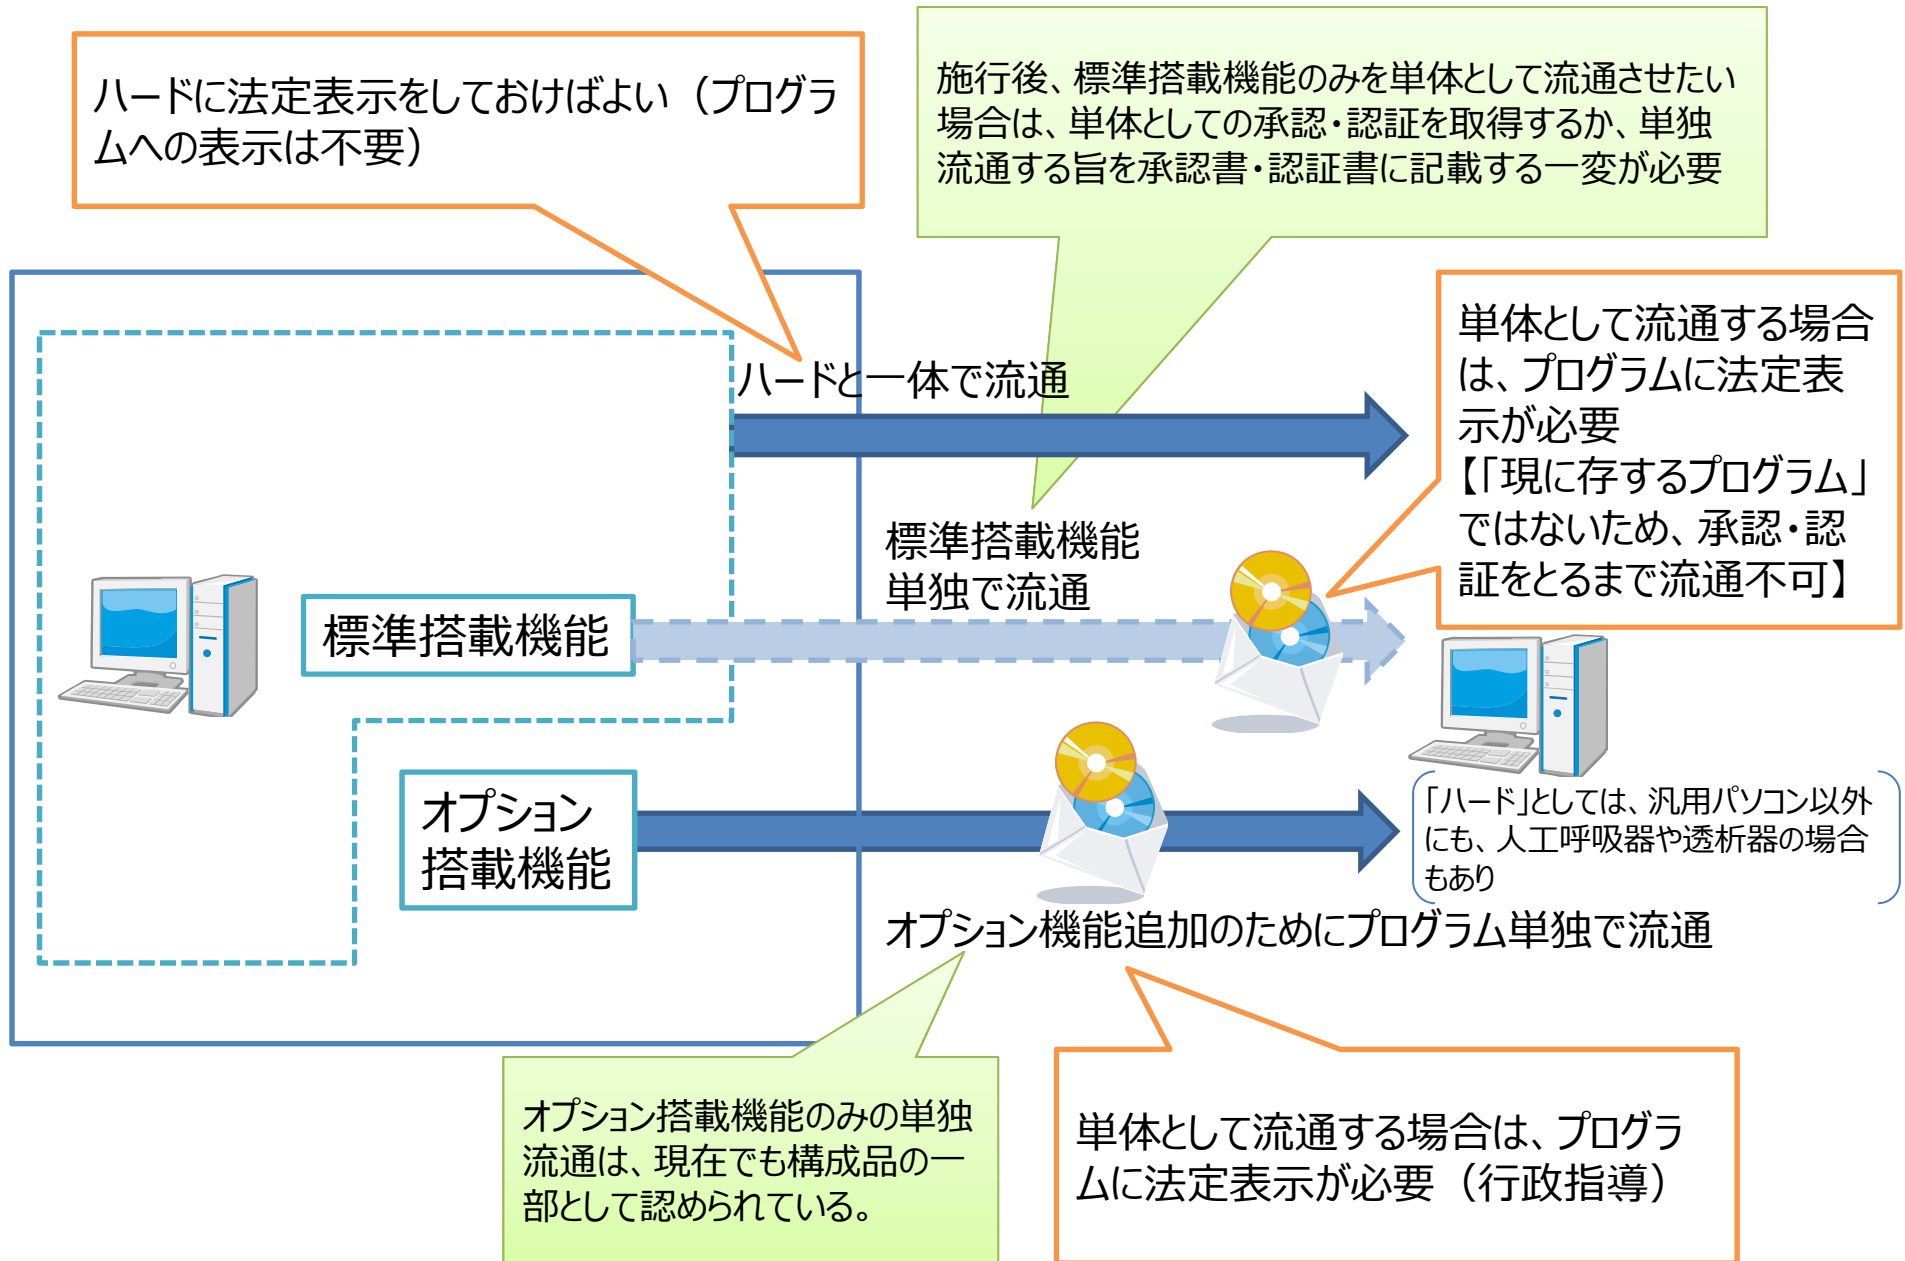 ハードに法定表示をしておけばよい（プログラ
ムへの表示は不要）
施行後、標準搭載機能のみを単体として流通させたい
場合は、単体としての承認・認証を取得するか、単独
流通する旨を承認書・認証書に記載する一変が必要
ハードと一体で流通
単体として流通する場合
は、プログラムに法定表
示が必要
【「現に存するプログラム」
ではないため、承認・認
証をとるまで流通不可】
標準搭載機能
単独で流通
標準搭載機能
オプション
搭載機能
「ハード」としては、汎用パソコン以外
にも、人工呼吸器や透析器の場合
もあり
オプション機能追加のためにプログラム単独で流通
オプション搭載機能のみの単独
流通は、現在でも構成品の一
部として認められている。
単体として流通する場合は、プログラ
ムに法定表示が必要（行政指導）